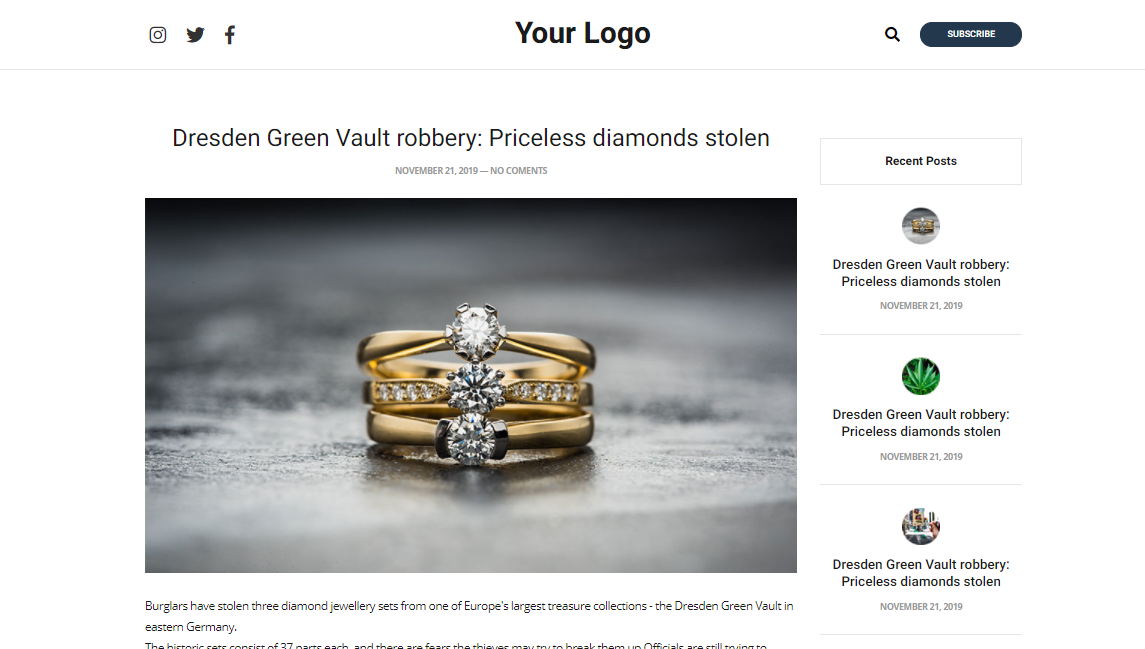 Your Logo
SUBSCRIBE
Dresden Green Vault robbery: Priceless diamonds stolen
NOVEMBER 21, 2019 — NO COMENTS
Burglars have stolen three diamond jewellery sets from one of Europe's largest treasure collections - the Dresden Green Vault in
eastern Germany.
The historic sets consist of 37 parts each, and there are fears the thieves may try to break them up.Officials are still trying to
Recent Posts
Dresden Green Vault robbery:
Priceless diamonds stolen
NOVEMBER 21, 2019
Dresden Green Vault robbery:
Priceless diamonds stolen
NOVEMBER 21, 2019
Dresden Green Vault robbery:
Priceless diamonds stolen
NOVEMBER 21, 2019